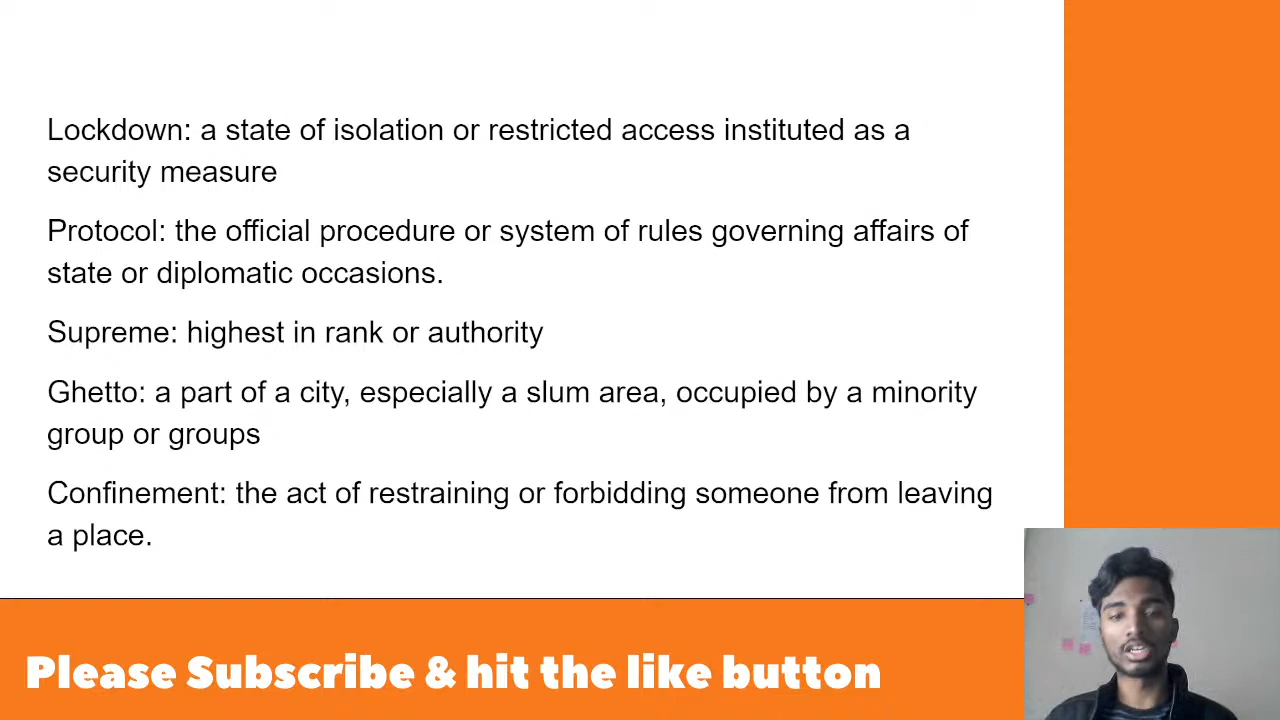 Lockdown: a state of isolation or restricted access instituted as a
security measure
Protocol: the official procedure or system of rules governing affairs of
state or diplomatic occasions.
Supreme: highest in rank or authority
Ghetto: a part of a city, especially a slum area, occupied by a minority
group or groups
Confinement: the act of restraining or forbidding someone from leaving
a place.
Please Subscribe & hit the like button